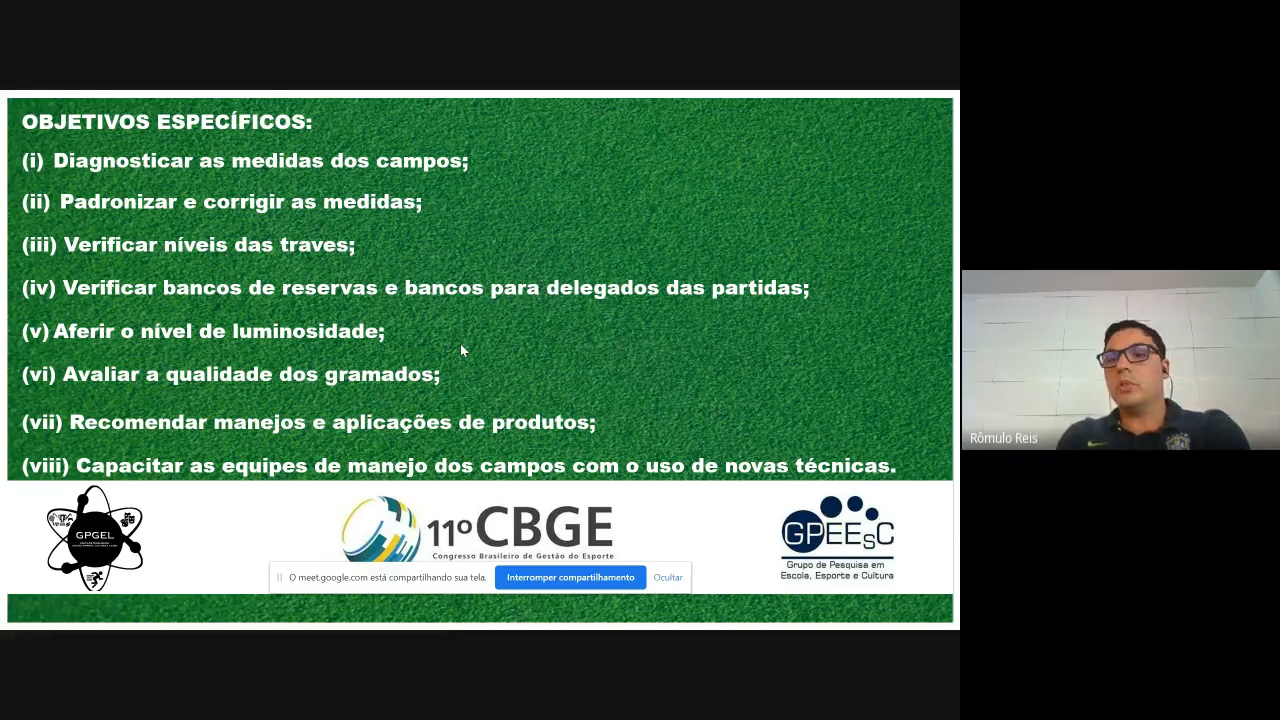 OBJETIVOS ESPECÍFICOS:
(i) Diagnosticar as medidas dos campos;
(ii) Padronizar e corrigir as medidas;
(iii) Verificar níveis das traves;
(iv) Verificar bancos de reservas e bancos para delegados das partidas;
(v) Aferir o nível de luminosidade;
(vi) Avaliar a qualidade dos gramados;
(vii) Recomendar manejos e aplicações de produtos;
(viii) Capacitar as equipes de manejo dos campos com o uso de novas técnicas.
GPGEL
11º CBGE
Congresso Brasileiro de Gestão do Esporte
GPEEsC
Grupo de Pesquisa em
Escola, Esporte e Cultura
O meet.google.com está compartilhando sua tela.
Interromper compartilhamento
Ocultar
Rômulo Reis